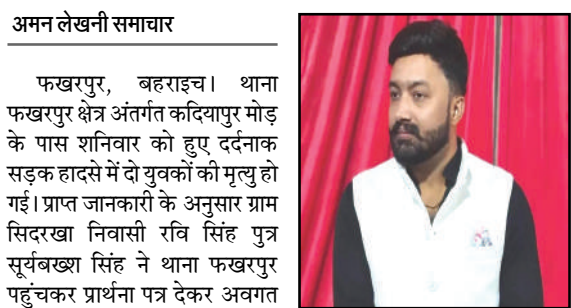 अमन लेखनी समाचार
फखरपुर, बहराइच। थाना
फखरपुर क्षेत्र अंतर्गत कदियापुर मोड़
के पास शनिवार को हुए दर्दनाक
सड़क हादसे में दो युवकों की मृत्यु हो
गई। प्राप्त जानकारी के अनुसार ग्राम
सिदरखा निवासी रवि सिंह पुत्र
सूर्यबख्श सिंह ने थाना फखरपुर
पहुंचकर प्रार्थना पत्र देकर अवगत